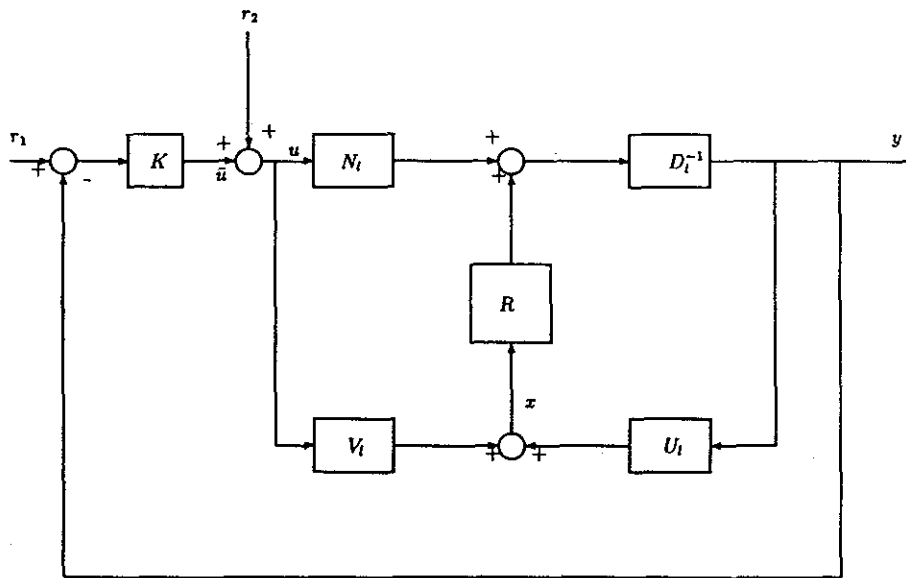 r₂
r₁ + - K + ū + u Nₗ + + Dₗ⁻¹ y
R
x
Vₗ + + Uₗ